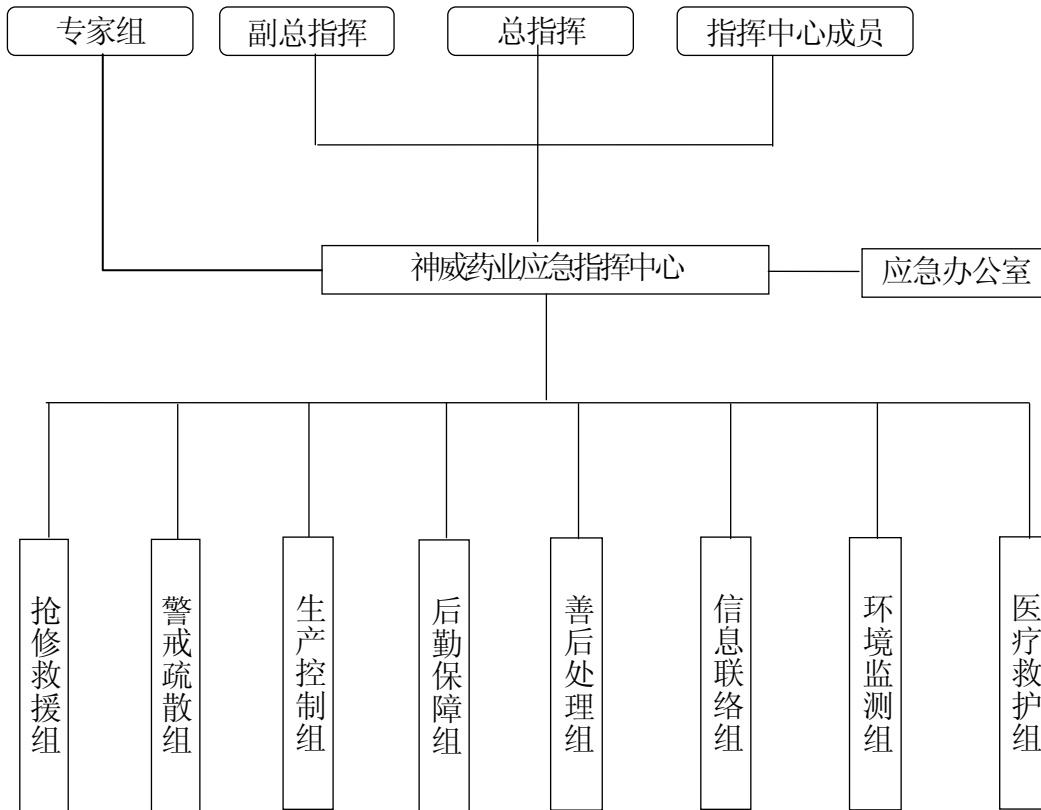 专家组
副总指挥
总指挥
指挥中心成员
神威药业应急指挥中心
应急办公室
抢修救援组
警戒疏散组
生产控制组
后勤保障组
善后处理组
信息联络组
环境监测组
医疗救护组